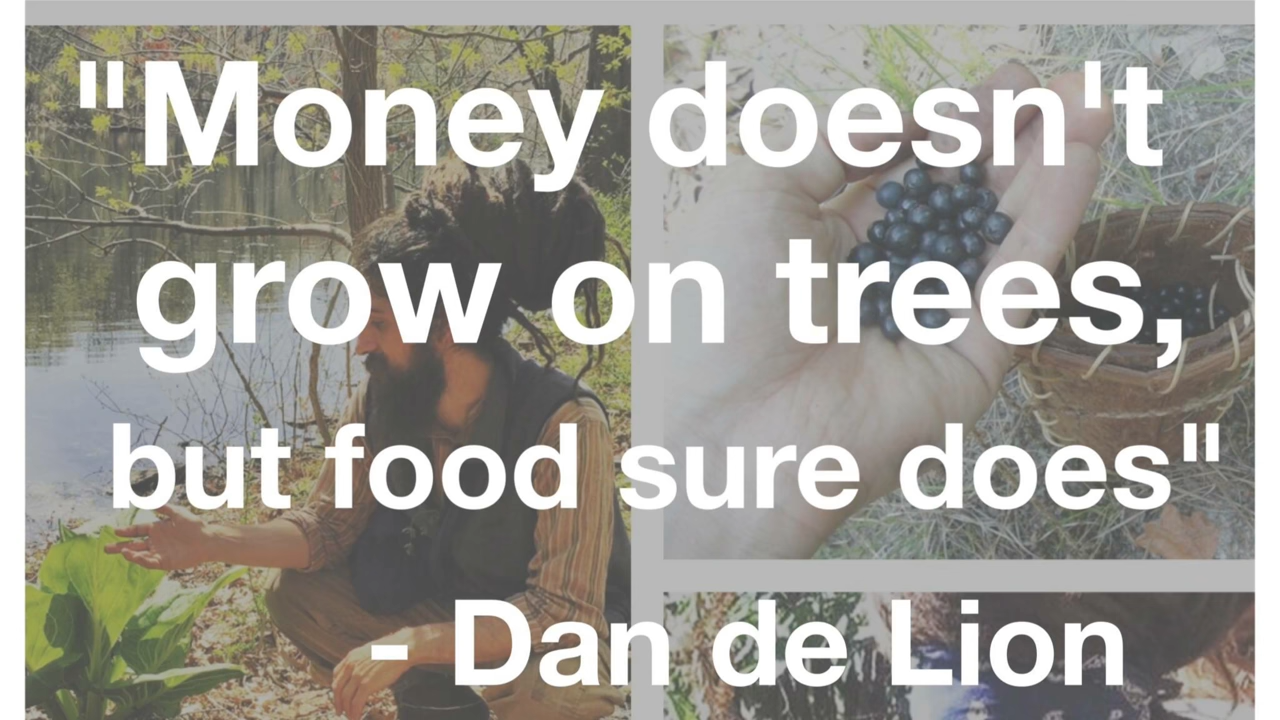 "Money doesn't
grow on trees,
but food sure does"
- Dan de Lion